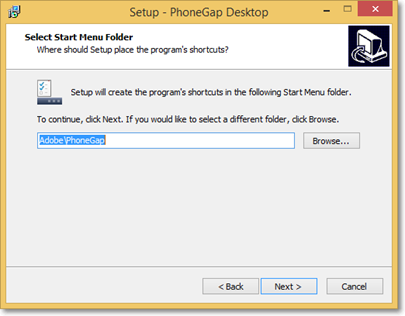 Setup - PhoneGap Desktop
Select Start Menu Folder
Where should Setup place the program's shortcuts?
Setup will create the program's shortcuts in the following Start Menu folder.
To continue, click Next. If you would like to select a different folder, click Browse.
Adobe\PhoneGap
Browse...
< Back
Next >
Cancel